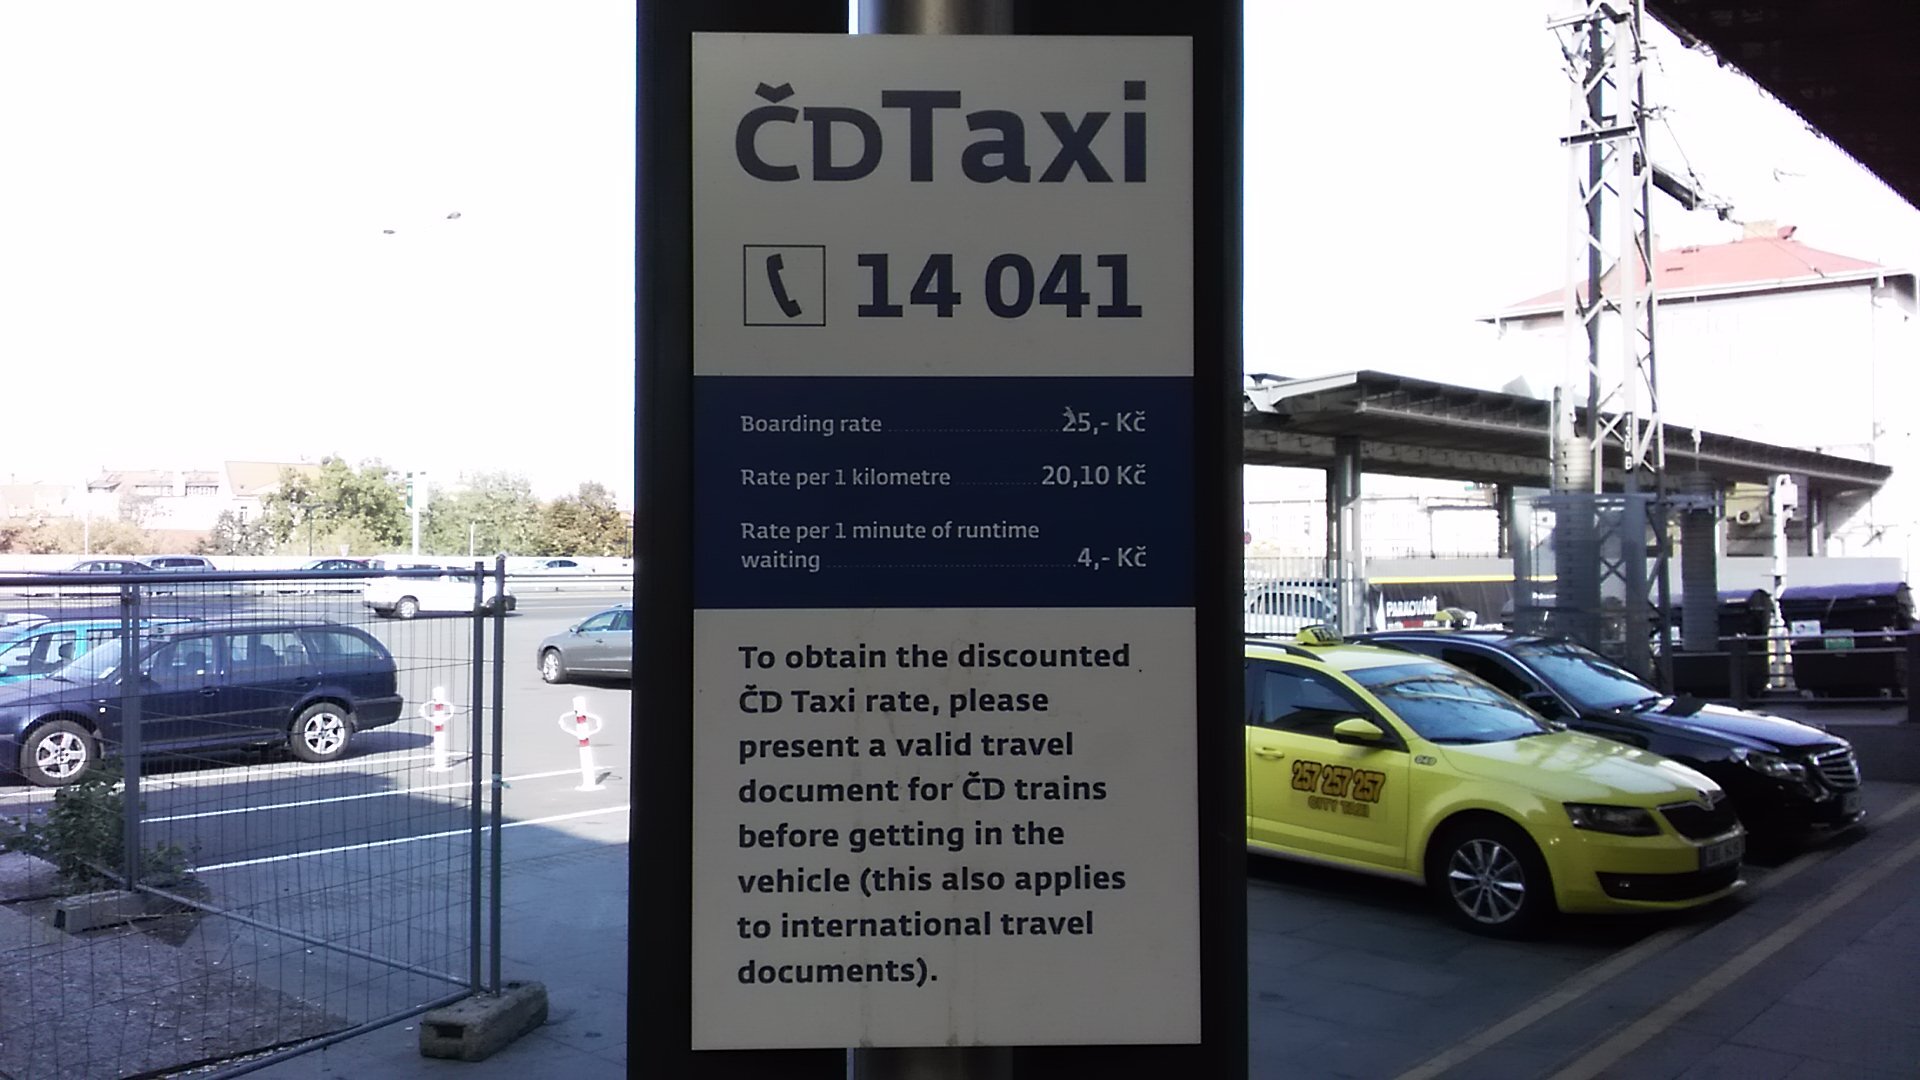 ČDTaxi
14 041
Boarding rate 25,- Kč
Rate per 1 kilometre 20,10 Kč
Rate per 1 minute of runtime
waiting 4,- Kč
To obtain the discounted
ČD Taxi rate, please
present a valid travel
document for ČD trains
before getting in the
vehicle (this also applies
to international travel
documents).
PARKOVÁNÍ
TAXI
257 257 257
CITY TAXI